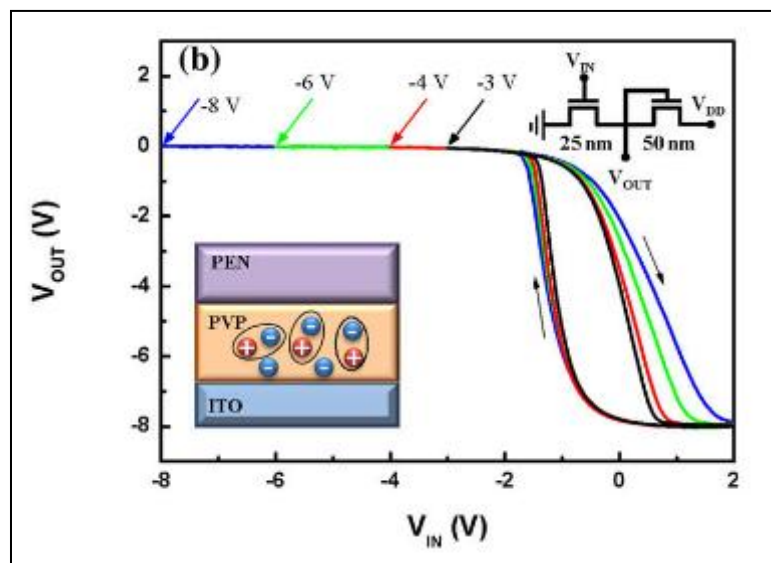 (b)
V_IN
-8 V
-6 V
-4 V
-3 V
V_DD
25 nm
50 nm
V_OUT
2
0
-2
-4
-6
-8
V_OUT (V)
PEN
PVP
- - -
+ + +
- - -
ITO
-8 -6 -4 -2 0 2
V_IN (V)